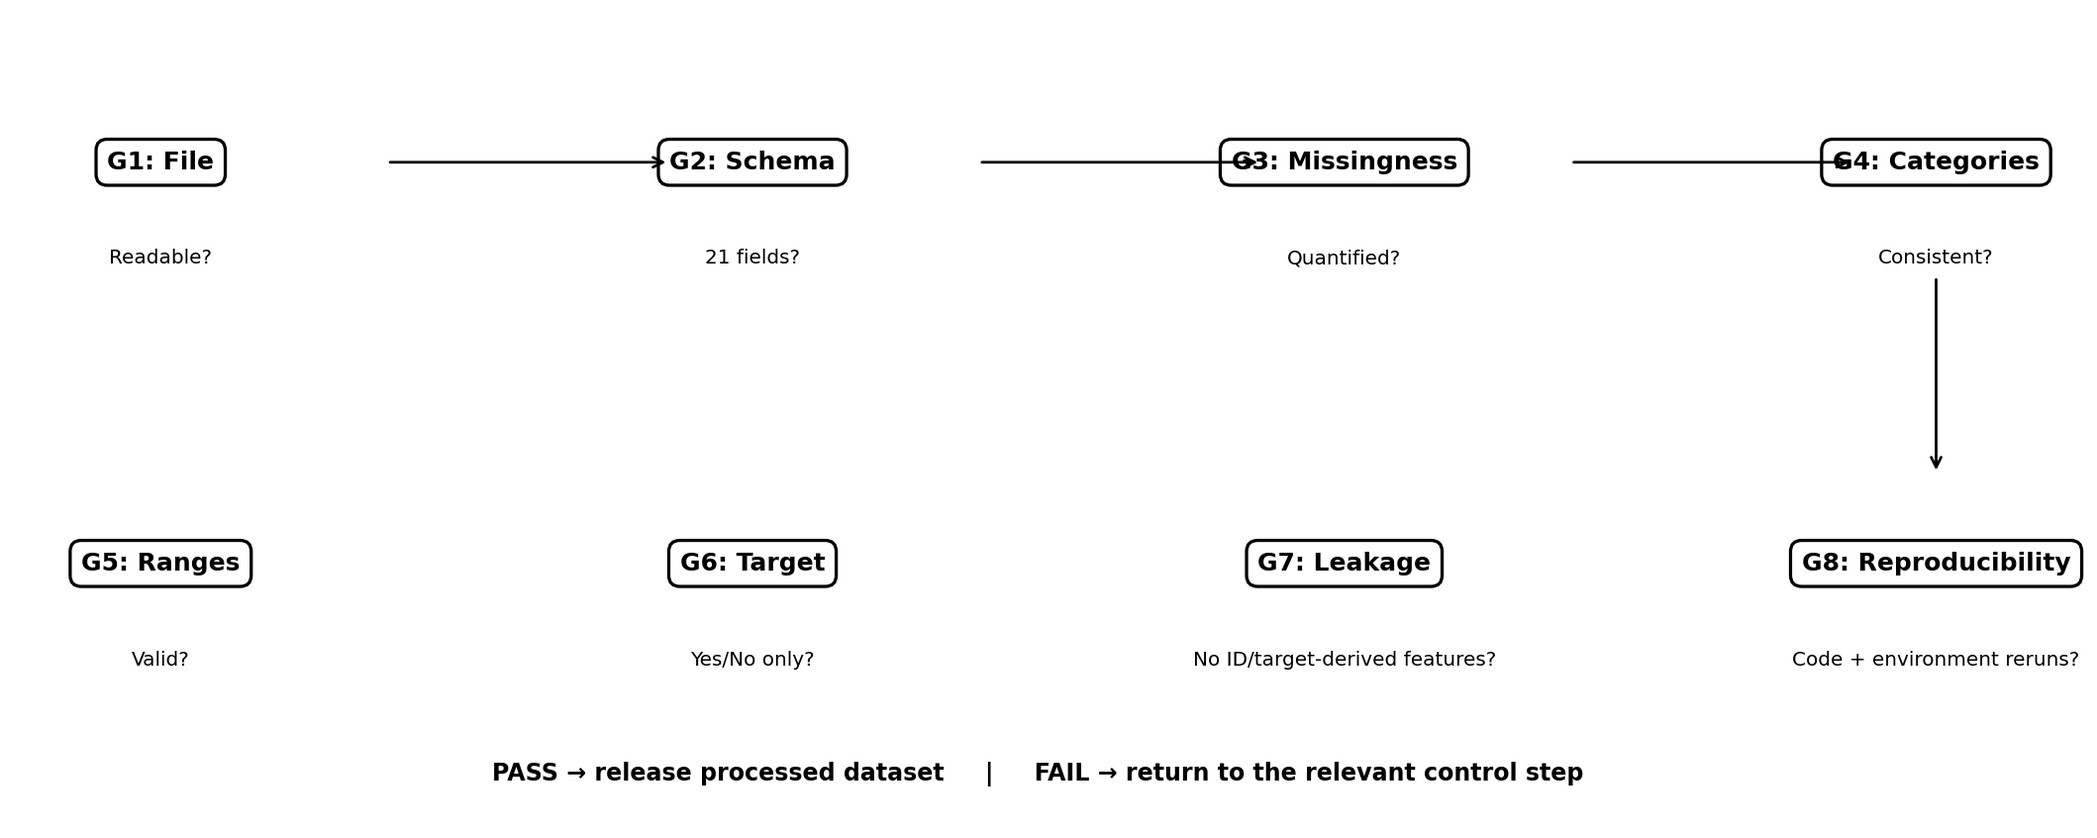 G1: File
G2: Schema
G3: Missingness
G4: Categories
Readable?
21 fields?
Quantified?
Consistent?
G5: Ranges
G6: Target
G7: Leakage
G8: Reproducibility
Valid?
Yes/No only?
No ID/target-derived features?
Code + environment reruns?
PASS → release processed dataset | FAIL → return to the relevant control step